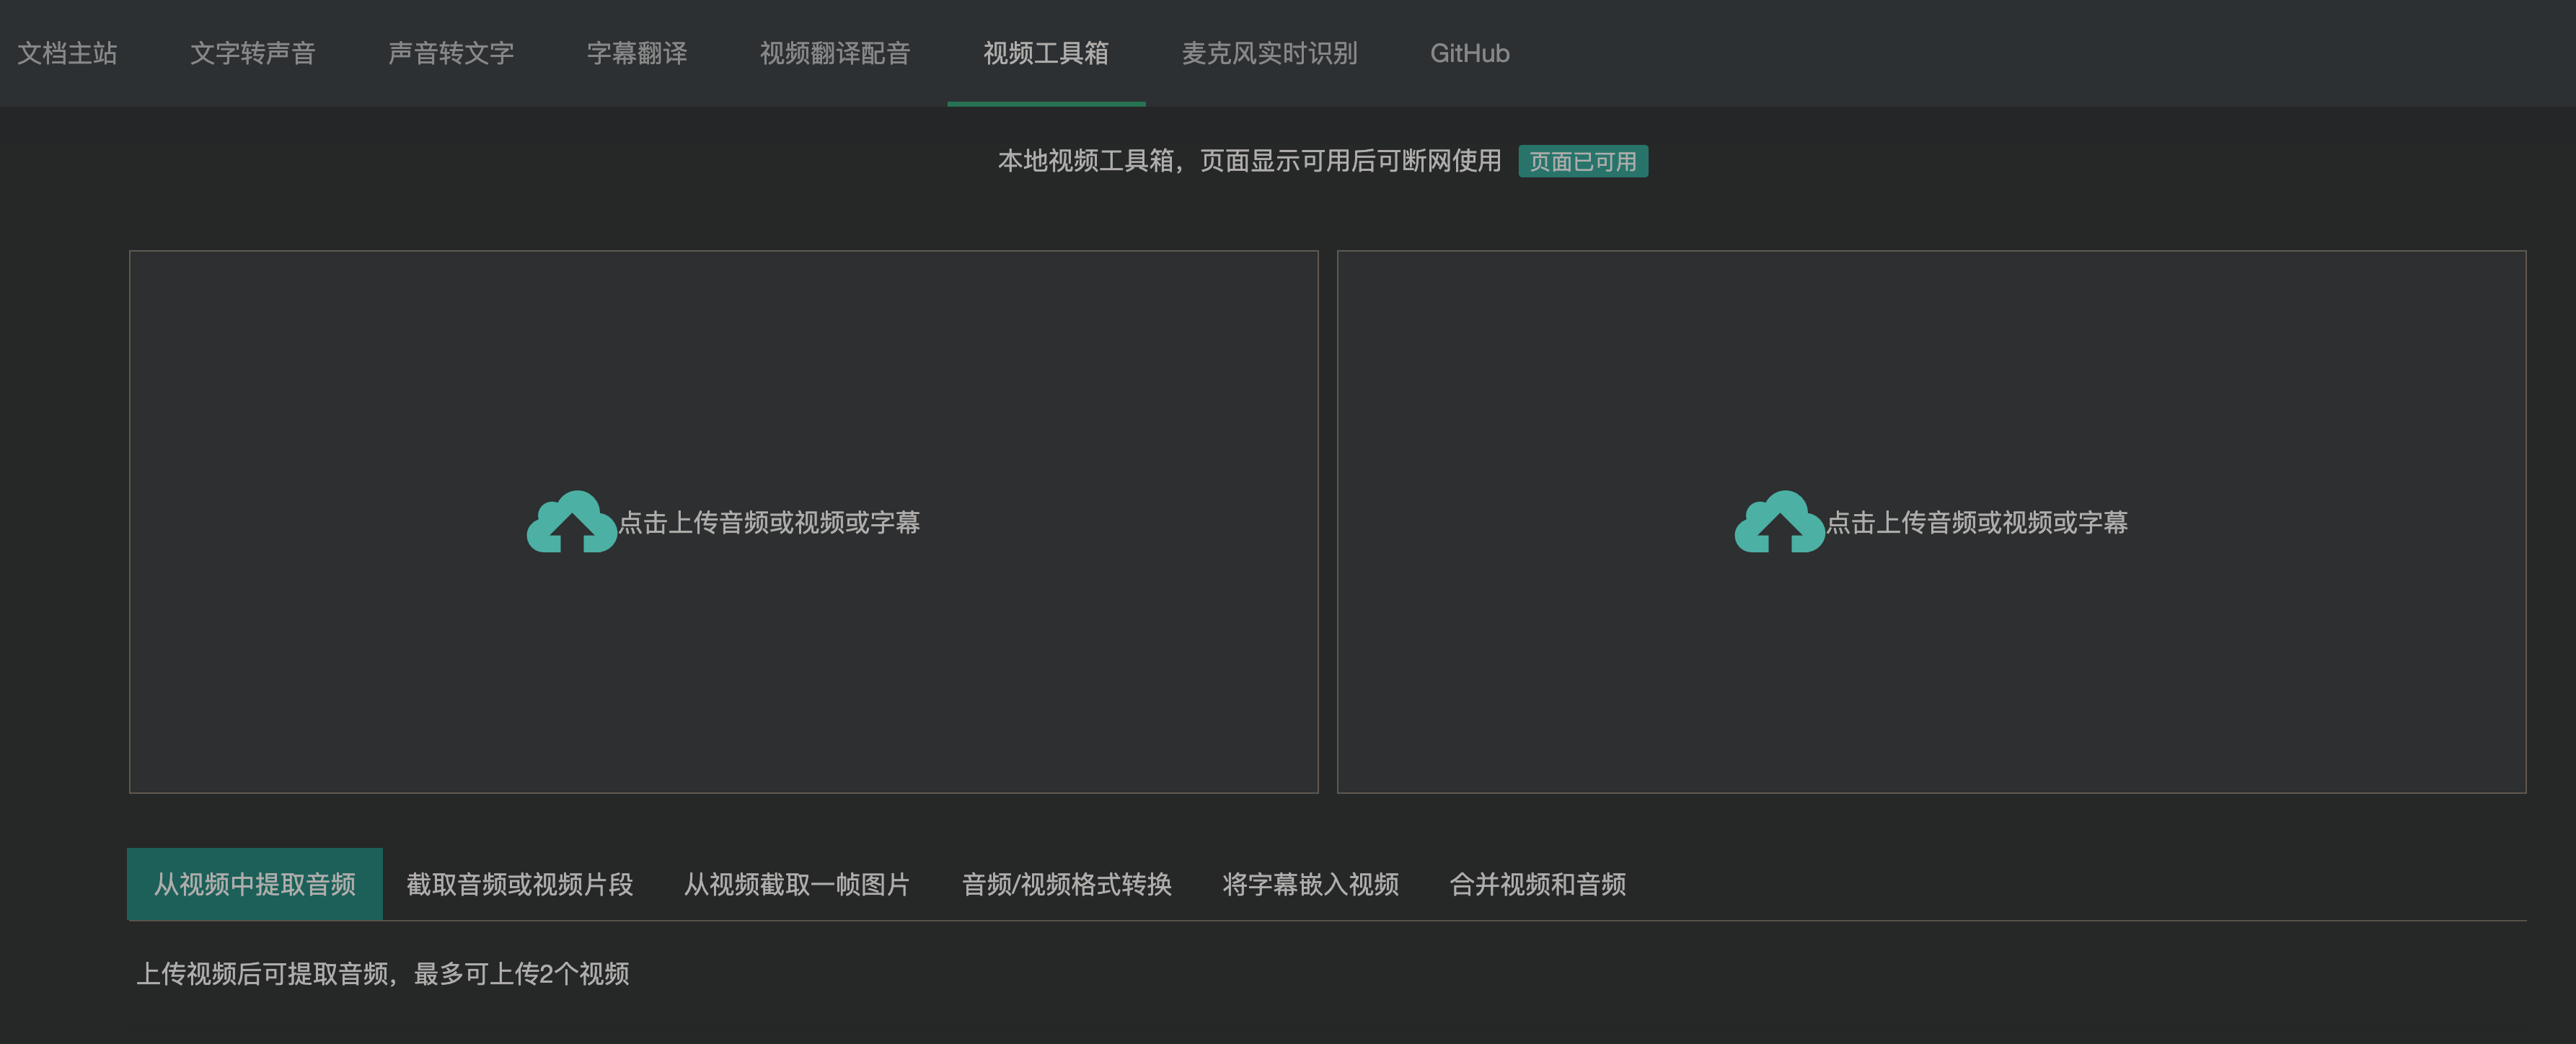 文档主站 文字转声音 声音转文字 字幕翻译 视频翻译配音 视频工具箱 麦克风实时识别 GitHub
本地视频工具箱，页面显示可用后可断网使用 页面已可用
点击上传音频或视频或字幕 点击上传音频或视频或字幕
从视频中提取音频 截取音频或视频片段 从视频截取一帧图片 音频/视频格式转换 将字幕嵌入视频 合并视频和音频
上传视频后可提取音频，最多可上传2个视频